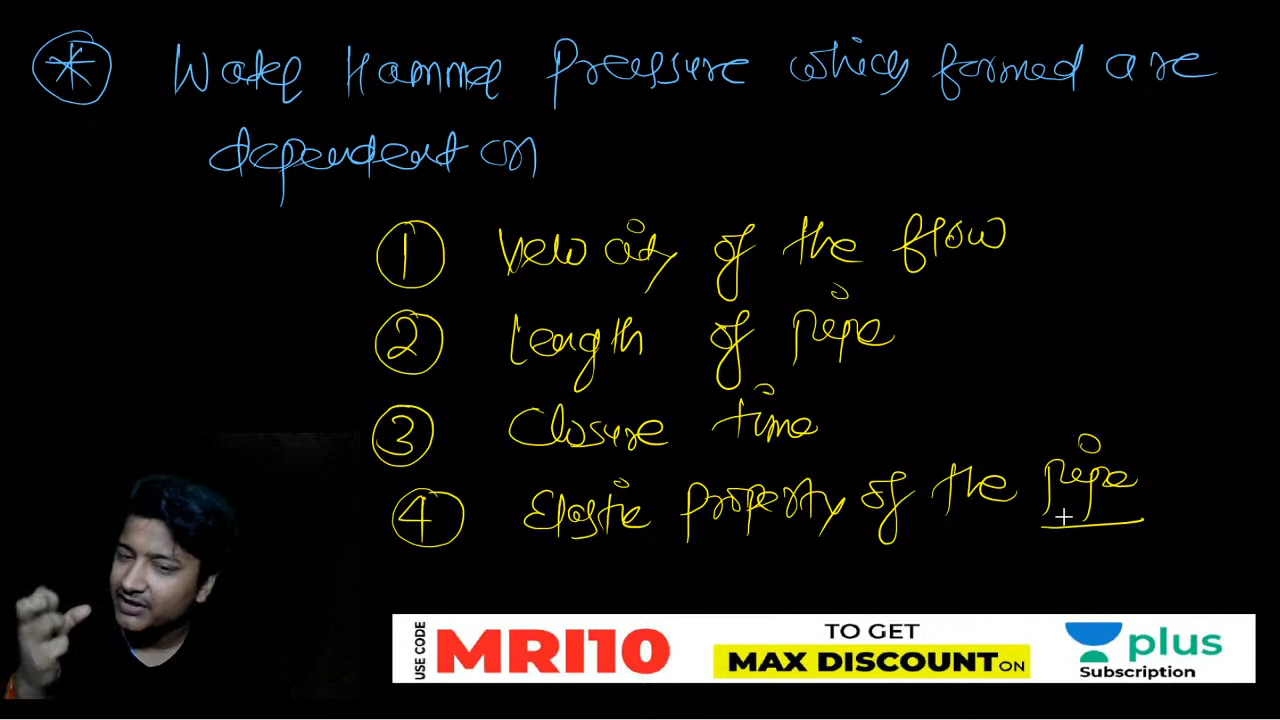 * Water Hammer Pressure which formed are
dependent on
1 Velocity of the flow
2 Length of pipe
3 Closure time
4 Elastic property of the pipe
USE CODE
MRI10
TO GET
MAX DISCOUNT ON
plus
Subscription